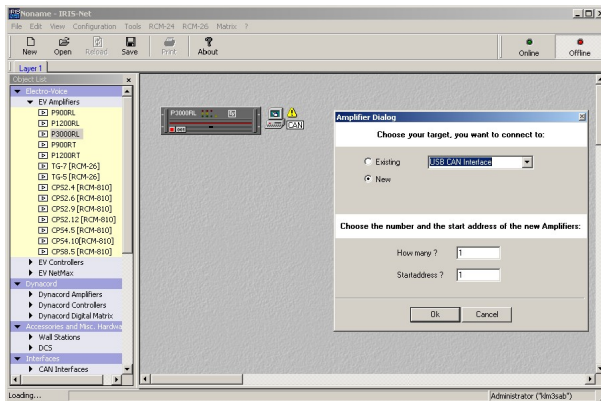 Noname - IRIS-Net
File Edit View Configuration Tools RCM-24 RCM-26 Matrix ?
New Open Reload Save Print About Online Offline
Layer 1
Object List
Electro-Voice
EV Amplifiers
P900RL
P1200RL
P3000RL
P900RT
P1200RT
TG-7 [RCM-26]
TG-5 [RCM-26]
CPS2.4 [RCM-810]
CPS2.6 [RCM-810]
CPS2.9 [RCM-810]
CPS2.12 [RCM-810]
CPS4.5 [RCM-810]
CPS4.10[RCM-810]
CPS8.5 [RCM-810]
EV Controllers
EV NetMax
Dynacord
Dynacord Amplifiers
Dynacord Controllers
Dynacord Digital Matrix
Accessories and Misc. Hardwa
Wall Stations
DCS
Interfaces
CAN Interfaces
P3000RL
CAN
Amplifier Dialog
Choose your target, you want to connect to:
Existing USB CAN Interface
New
Choose the number and the start address of the new Amplifiers:
How many ? 1
Startaddress ? 1
Ok Cancel
Loading... Administrator ("klm3sab")